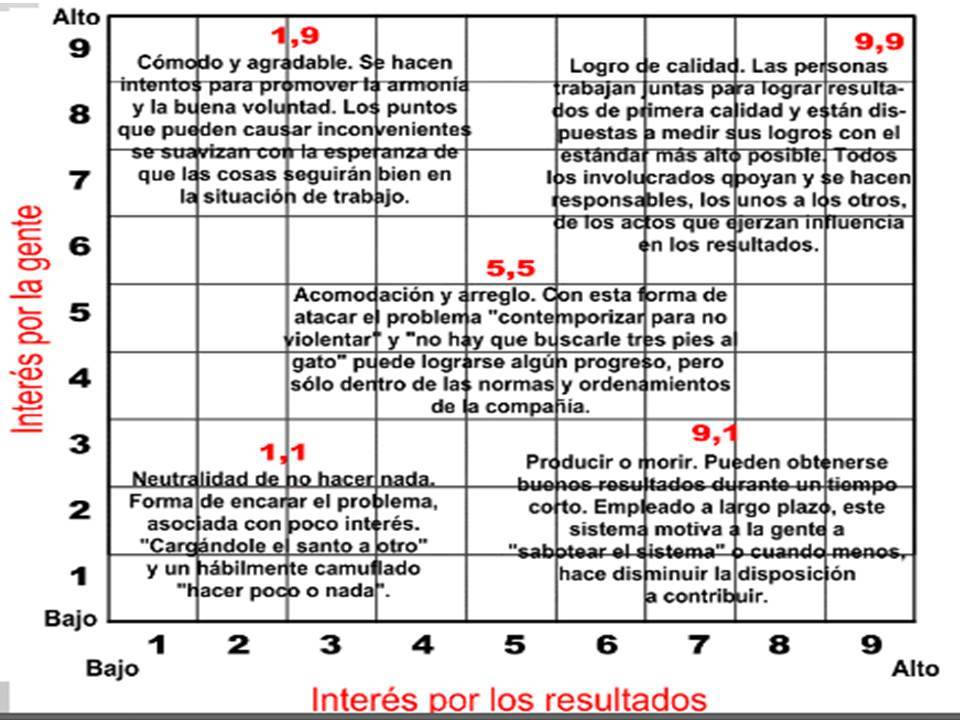 Alto
9
8
7
6
5
4
3
2
1
Bajo
Interés por la gente
1,9
Cómodo y agradable. Se hacen
intentos para promover la armonía
y la buena voluntad. Los puntos
que pueden causar inconvenientes
se suavizan con la esperanza de
que las cosas seguirán bien en
la situación de trabajo.
9,9
Logro de calidad. Las personas
trabajan juntas para lograr resulta-
dos de primera calidad y están dis-
puestas a medir sus logros con el
estándar más alto posible. Todos
los involucrados qpoyan y se hacen
responsables, los unos a los otros,
de los actos que ejerzan influencia
en los resultados.
5,5
Acomodación y arreglo. Con esta forma de
atacar el problema "contemporizar para no
violentar" y "no hay que buscarle tres pies al
gato" puede lograrse algún progreso, pero
sólo dentro de las normas y ordenamientos
de la compañía.
1,1
Neutralidad de no hacer nada.
Forma de encarar el problema,
asociada con poco interés.
"Cargándole el santo a otro"
y un hábilmente camuflado
"hacer poco o nada".
9,1
Producir o morir. Pueden obtenerse
buenos resultados durante un tiempo
corto. Empleado a largo plazo, este
sistema motiva a la gente a
"sabotear el sistema" o cuando menos,
hace disminuir la disposición
a contribuir.
1 2 3 4 5 6 7 8 9
Bajo Alto
Interés por los resultados